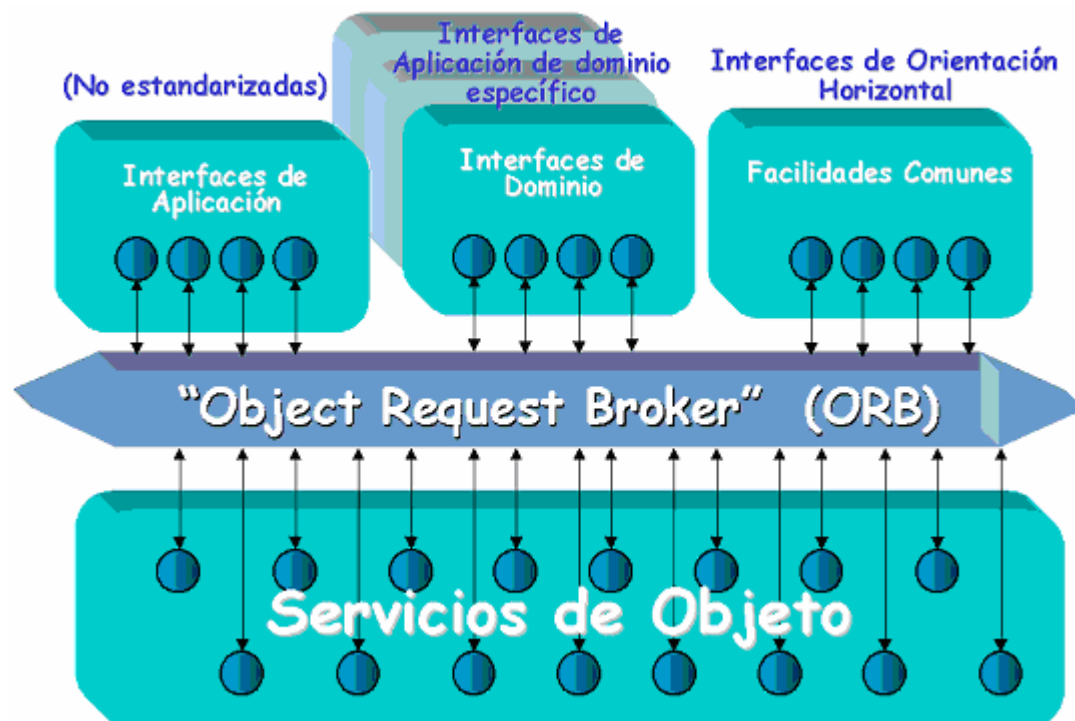 (No estandarizadas)
Interfaces de
Aplicación de dominio
específico
Interfaces de Orientación
Horizontal
Interfaces de
Aplicación
Interfaces de
Dominio
Facilidades Comunes
“Object Request Broker” (ORB)
Servicios de Objeto